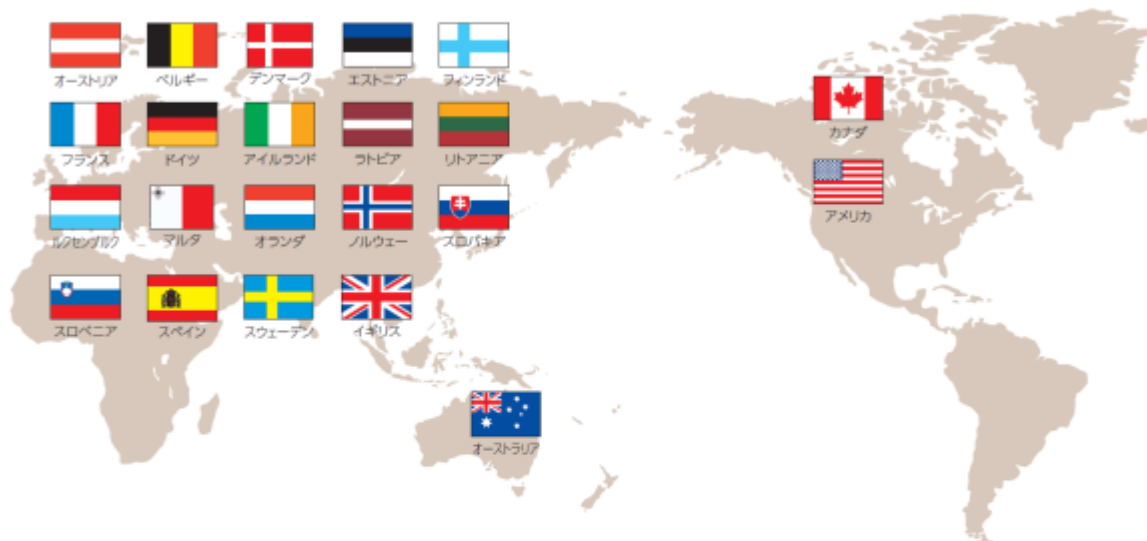 オーストリア
ベルギー
デンマーク
エストニア
フィンランド
フランス
ドイツ
アイルランド
ラトビア
リトアニア
ルクセンブルク
マルタ
オランダ
ノルウェー
スロバキア
スロベニア
スペイン
スウェーデン
イギリス
カナダ
アメリカ
オーストラリア